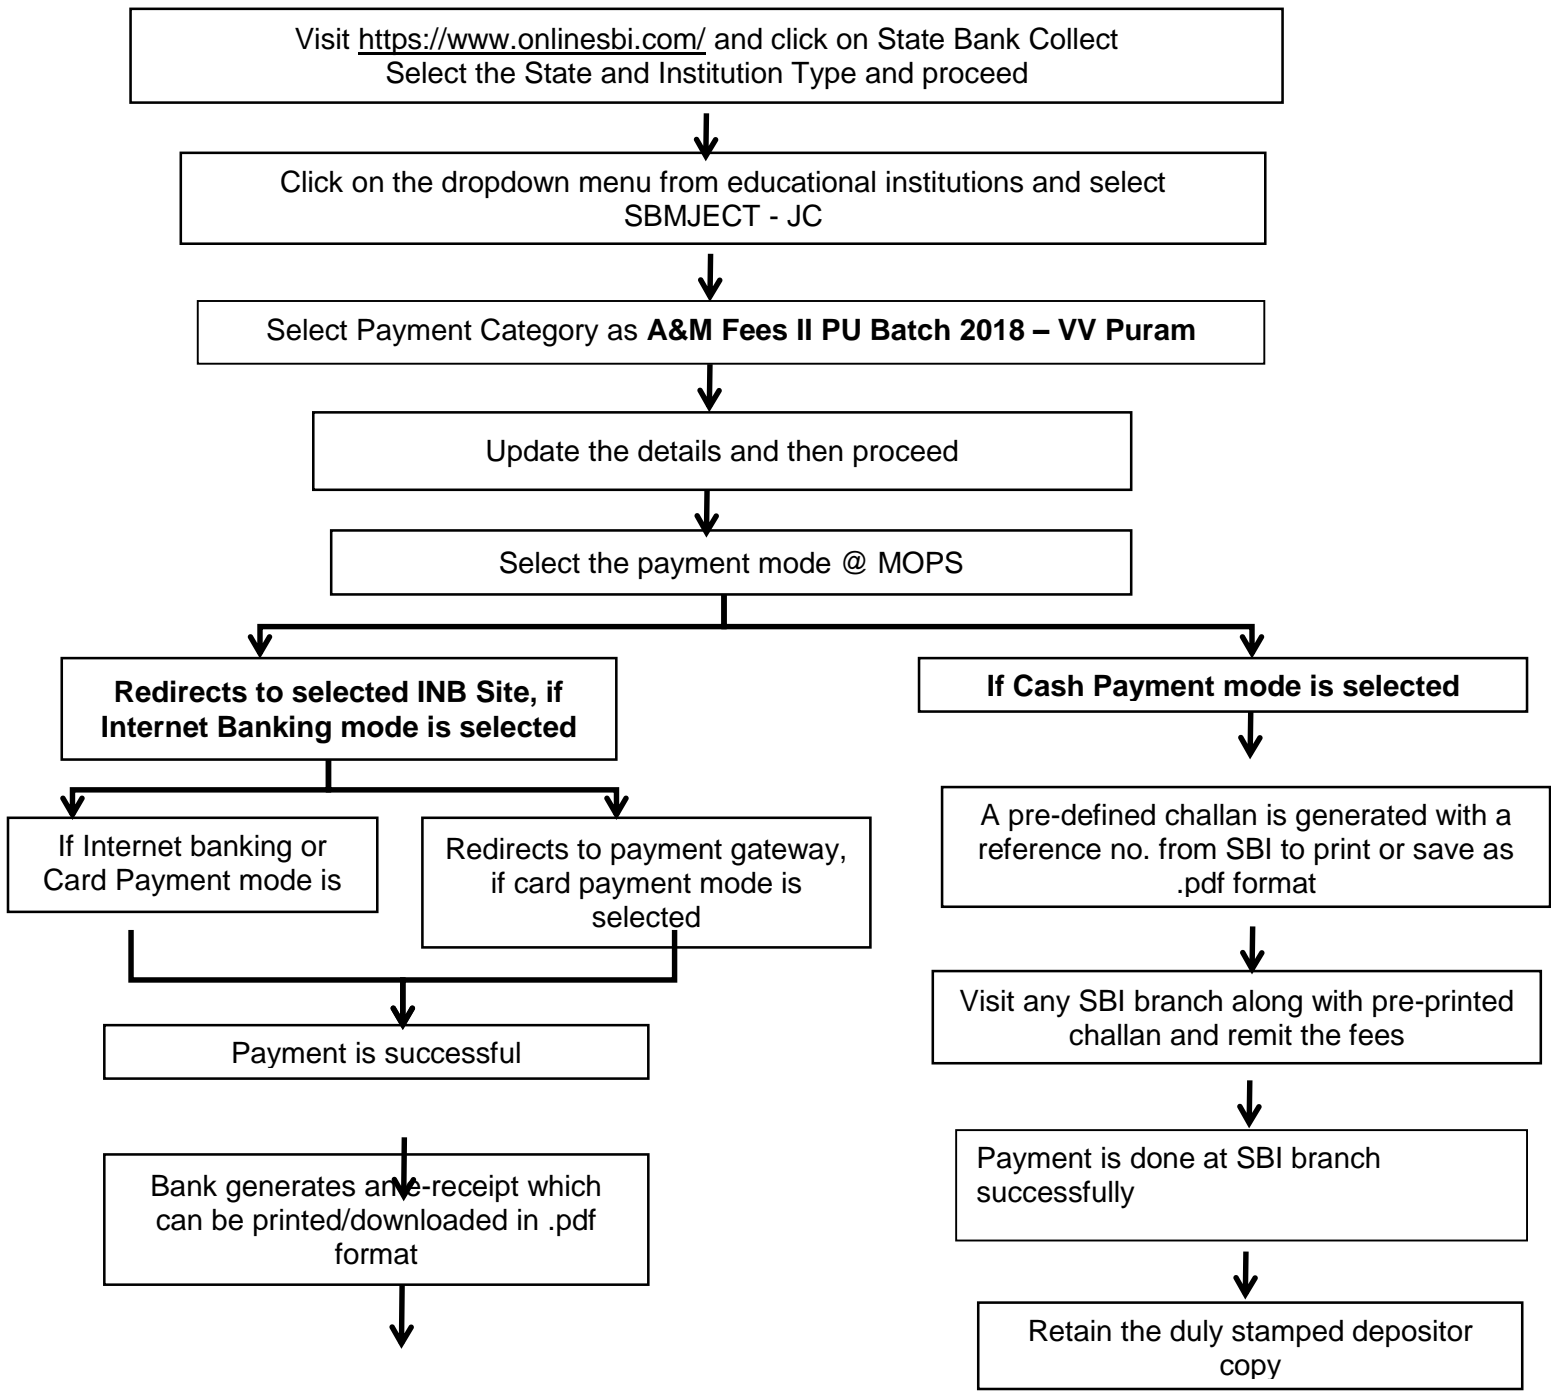 Visit https://www.onlinesbi.com/ and click on State Bank Collect
Select the State and Institution Type and proceed
Click on the dropdown menu from educational institutions and select
SBMJECT - JC
Select Payment Category as A&M Fees II PU Batch 2018 – VV Puram
Update the details and then proceed
Select the payment mode @ MOPS
Redirects to selected INB Site, if
Internet Banking mode is selected
If Internet banking or
Card Payment mode is
Redirects to payment gateway,
if card payment mode is
selected
Payment is successful
Bank generates an e-receipt which
can be printed/downloaded in .pdf
format
If Cash Payment mode is selected
A pre-defined challan is generated with a
reference no. from SBI to print or save as
.pdf format
Visit any SBI branch along with pre-printed
challan and remit the fees
Payment is done at SBI branch
successfully
Retain the duly stamped depositor
copy